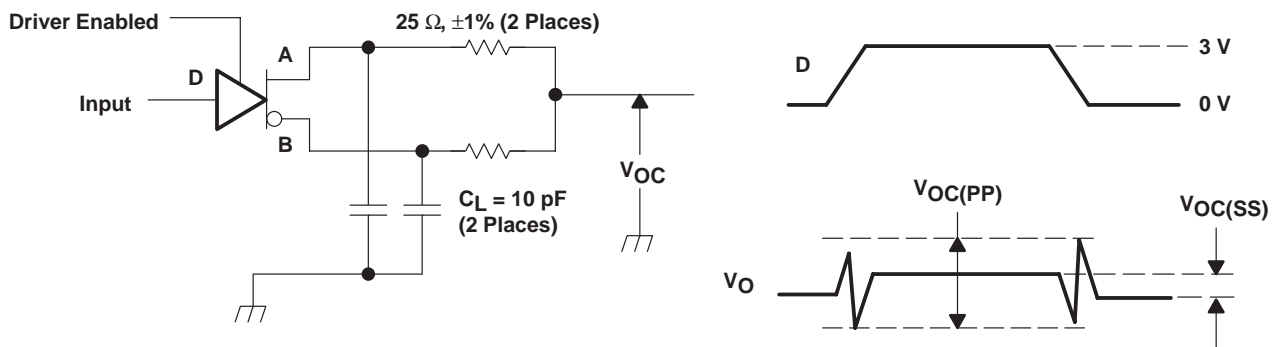 Driver Enabled
25 Ω, ±1% (2 Places)
A
D
Input
B
CL = 10 pF
(2 Places)
VOC
D
3 V
0 V
VOC(PP)
VOC(SS)
VO